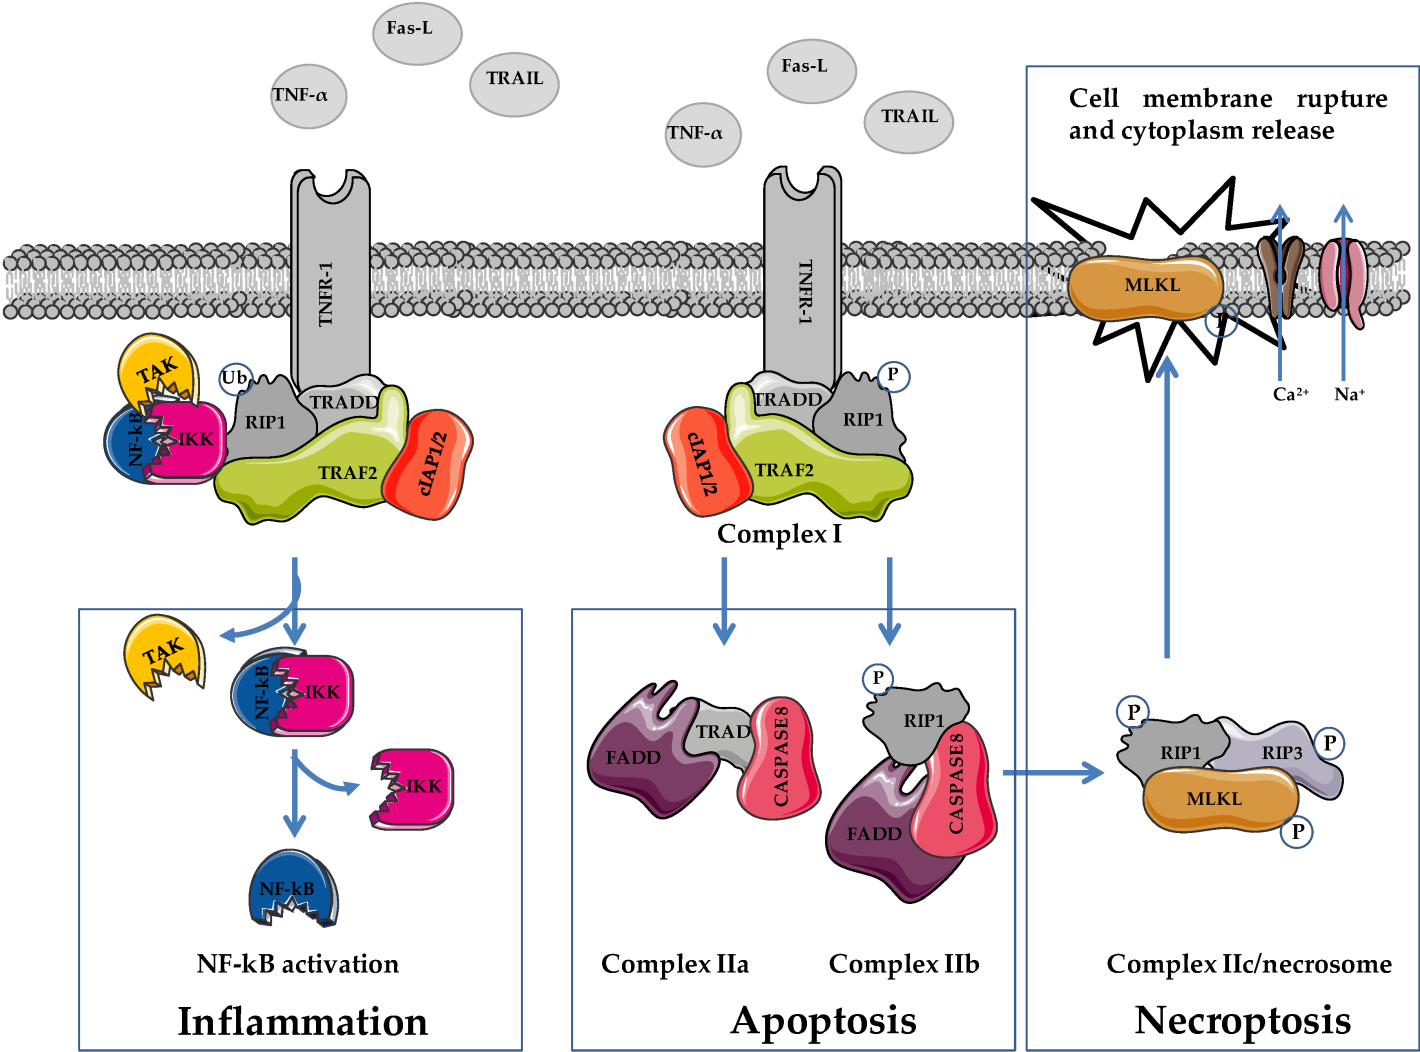 Fas-L
TRAIL
TNF-α
Fas-L
TRAIL
TNF-α
Cell membrane rupture
and cytoplasm release
TNFR-1
TNFR-1
MLKL
P
Ca²⁺
Na⁺
TAK
NF-kB
IKK
Ub
RIP1
TRADD
TRAF2
cIAP1/2
TRADD
P
RIP1
cIAP1/2
TRAF2
Complex I
TAK
NF-kB
IKK
IKK
NF-kB
NF-kB activation
Inflammation
FADD
TRAD
CASPASE8
P
RIP1
CASPASE8
FADD
Complex IIa
Complex IIb
Apoptosis
P
RIP1
RIP3
P
MLKL
P
Complex IIc/necrosome
Necroptosis